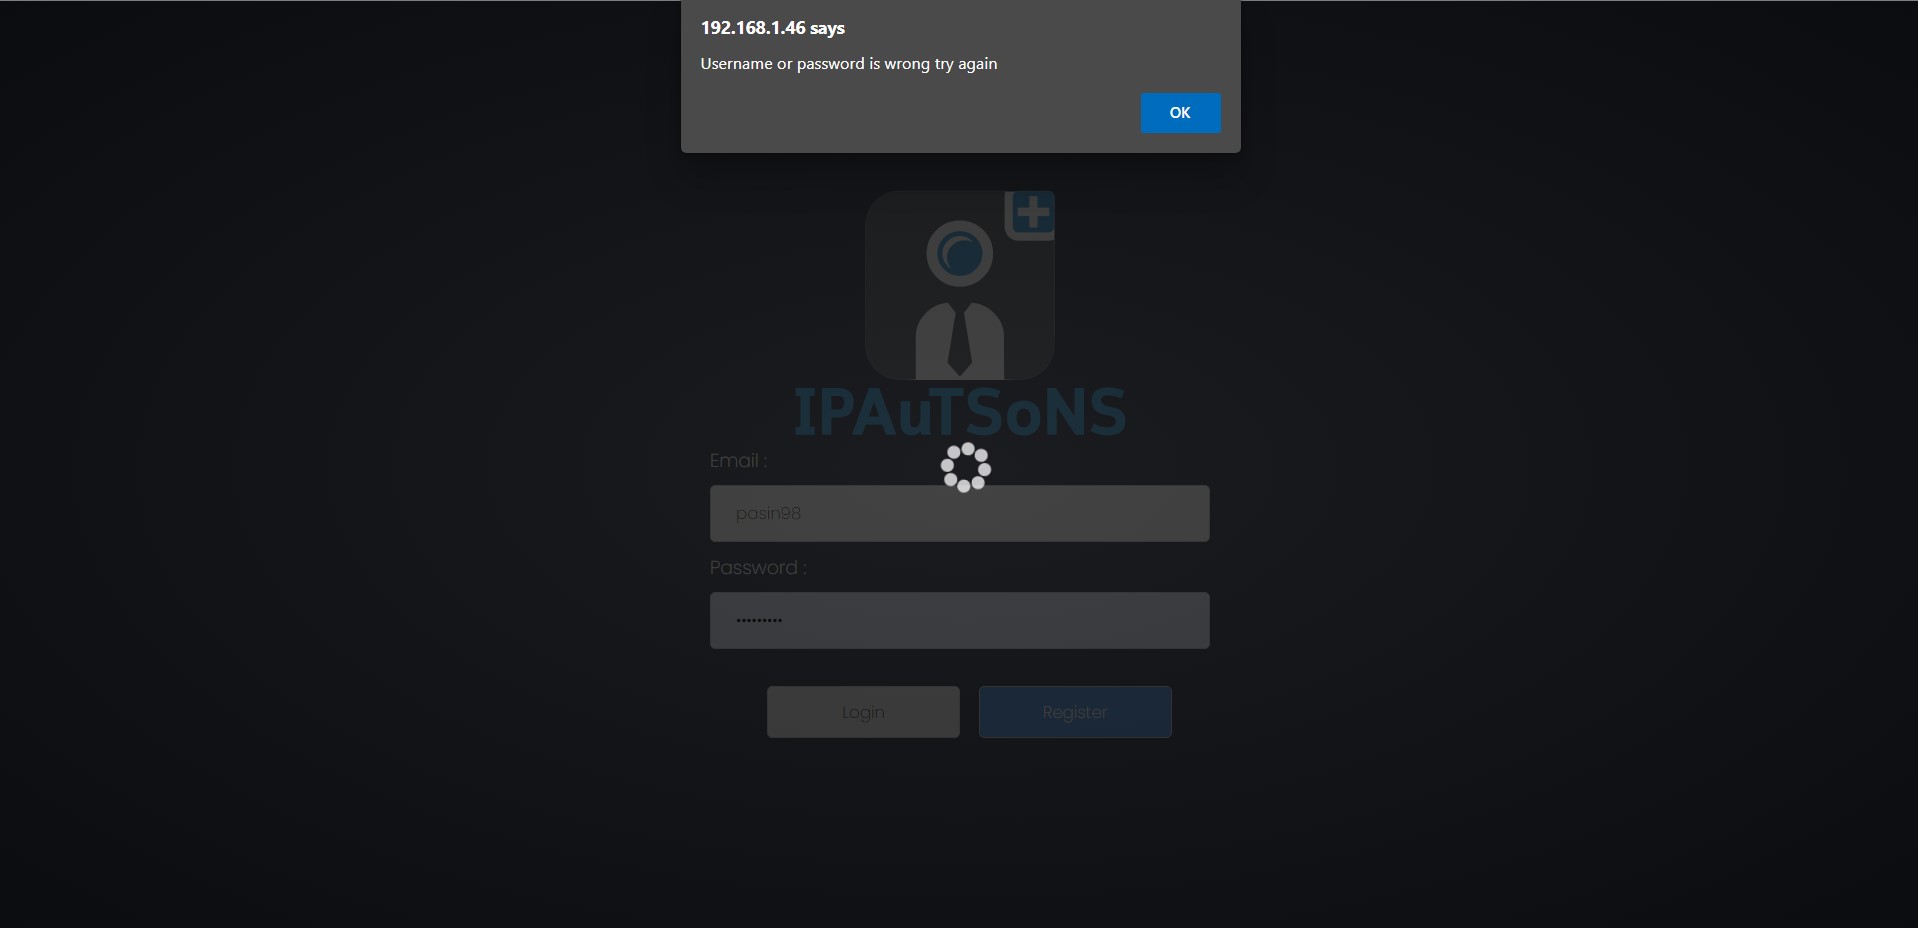 192.168.1.46 says
Username or password is wrong try again
OK
IPAuTSoNS
Email :
pasin98
Password :
•••••••••
Login
Register